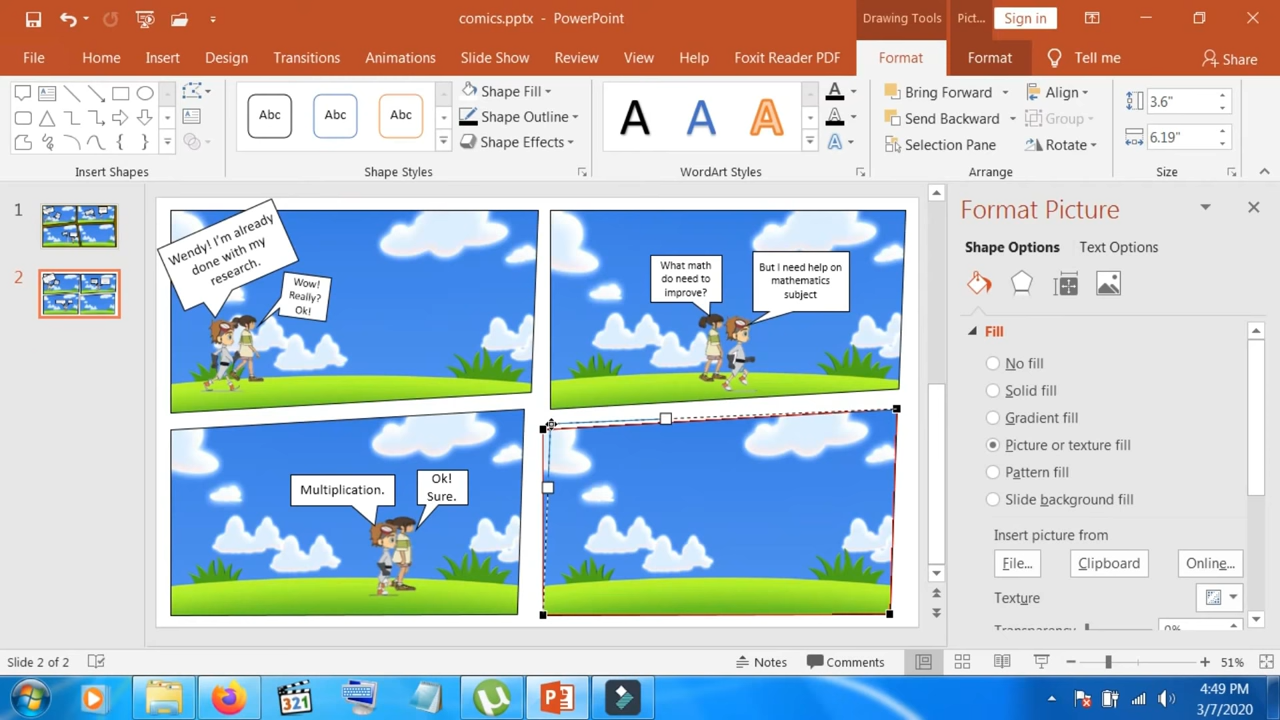 comics.pptx - PowerPoint
Drawing Tools
Pict...
Sign in
File
Home
Insert
Design
Transitions
Animations
Slide Show
Review
View
Help
Foxit Reader PDF
Format
Format
Tell me
Share
Abc
Abc
Abc
Shape Fill
Shape Outline
Shape Effects
A
A
A
Bring Forward
Send Backward
Selection Pane
Align
Group
Rotate
3.6"
6.19"
Insert Shapes
Shape Styles
WordArt Styles
Arrange
Size
1
2
Wendy! I'm already
done with my
research.
Wow!
Really?
Ok!
What math
do need to
improve?
But I need help on
mathematics
subject
Multiplication.
Ok!
Sure.
Format Picture
Shape Options
Text Options
Fill
No fill
Solid fill
Gradient fill
Picture or texture fill
Pattern fill
Slide background fill
Insert picture from
File...
Clipboard
Online...
Texture
Transparency
0%
Slide 2 of 2
Notes
Comments
51%
321
4:49 PM
3/7/2020